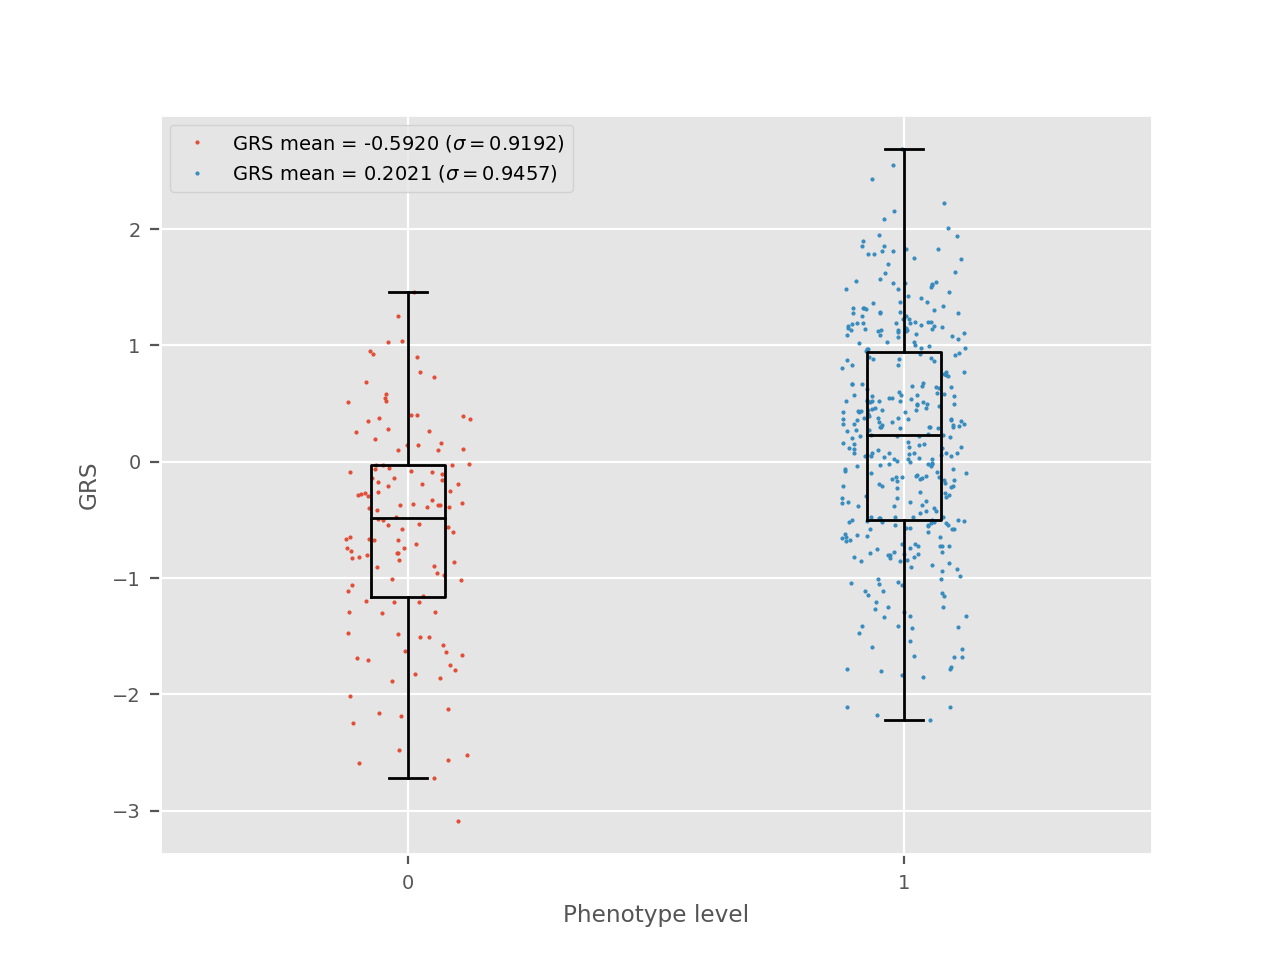 GRS mean = -0.5920 (σ = 0.9192)
GRS mean = 0.2021 (σ = 0.9457)
2
1
0
−1
−2
−3
GRS
0 1
Phenotype level